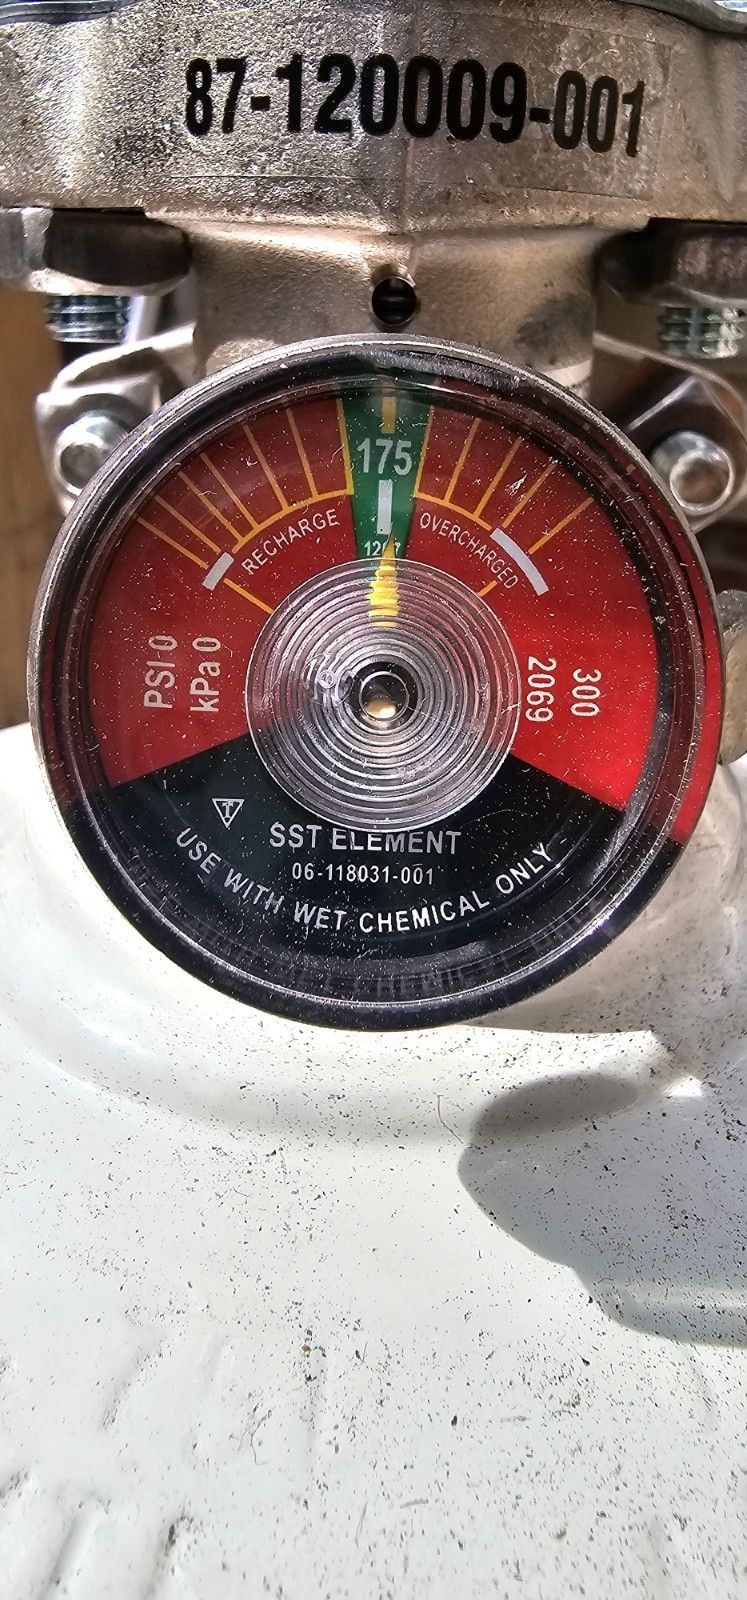 87-120009-001
175
RECHARGE
OVERCHARGED
PSI 0
kPa 0
300
2069
T
SST ELEMENT
06-118031-001
USE WITH WET CHEMICAL ONLY